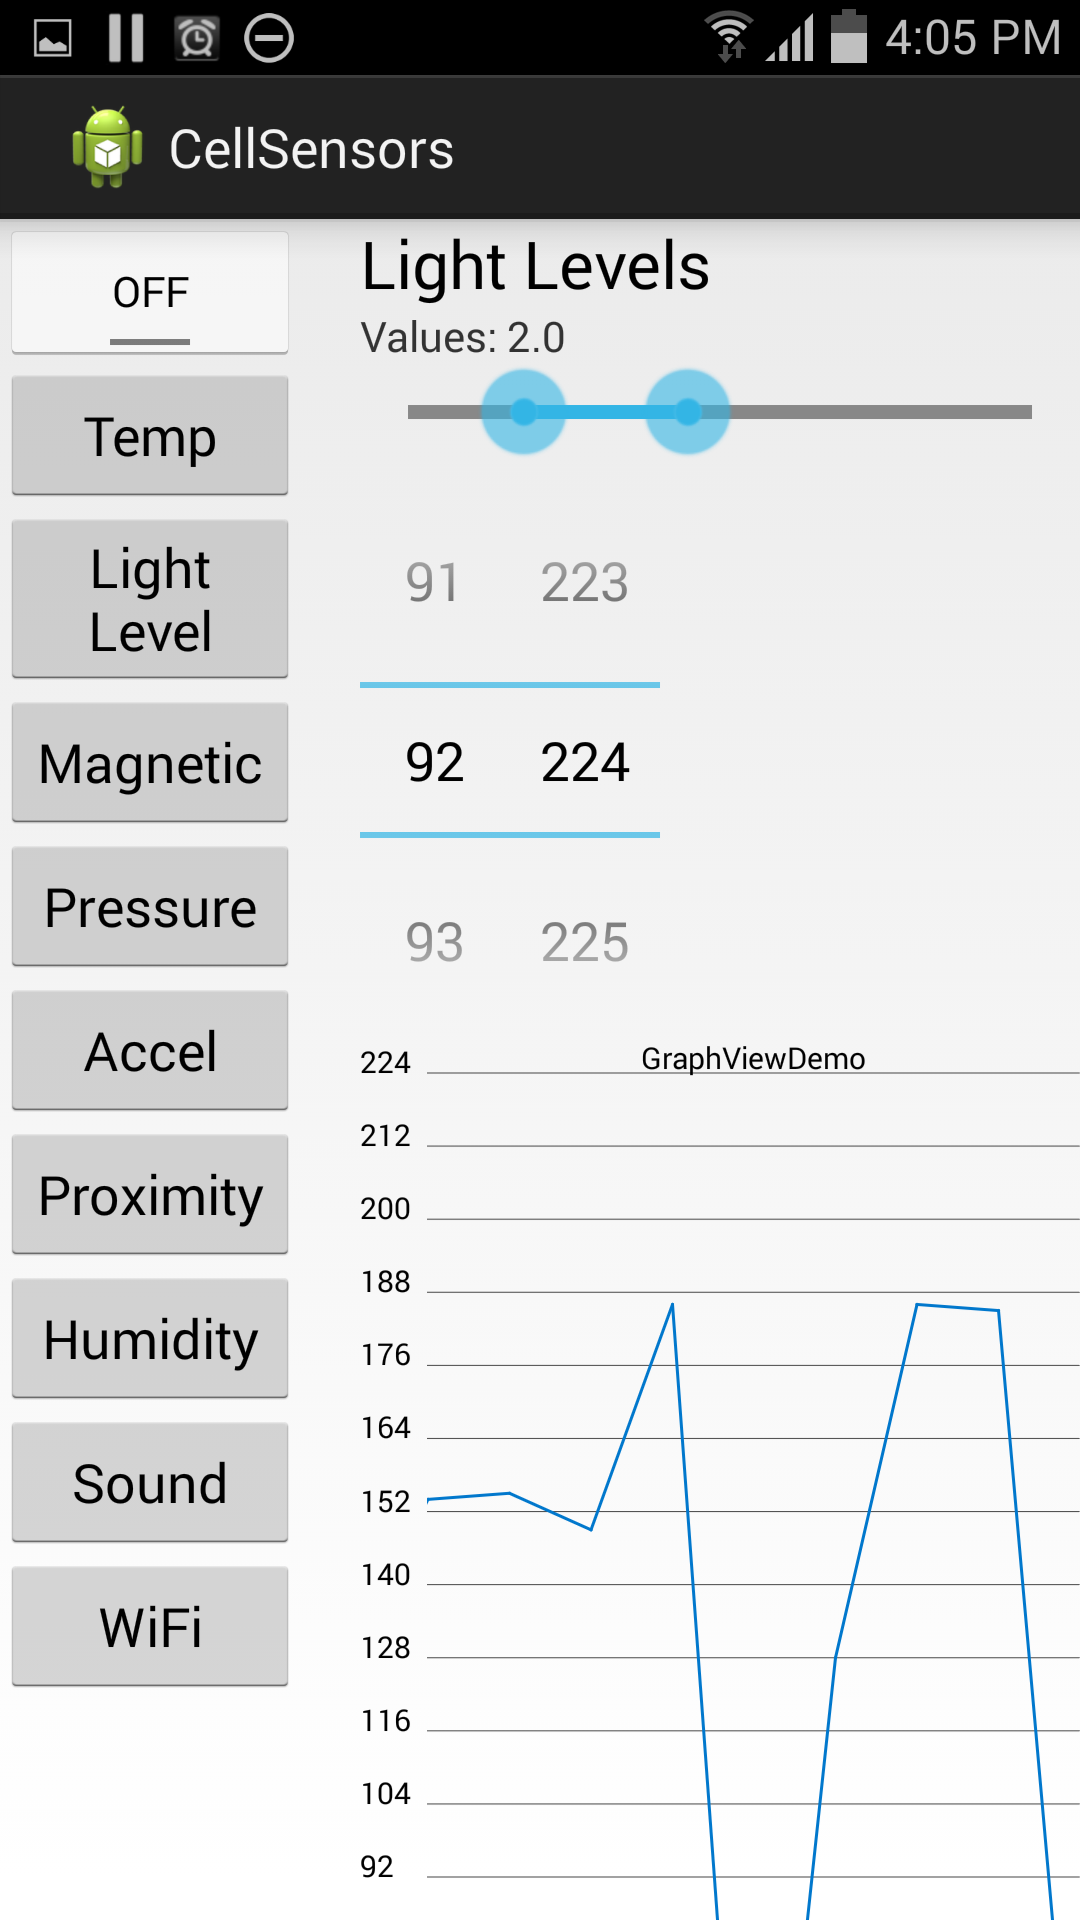 4:05 PM
CellSensors
OFF
Temp
Light
Level
Magnetic
Pressure
Accel
Proximity
Humidity
Sound
WiFi
Light Levels
Values: 2.0
91 223
92 224
93 225
GraphViewDemo
224
212
200
188
176
164
152
140
128
116
104
92